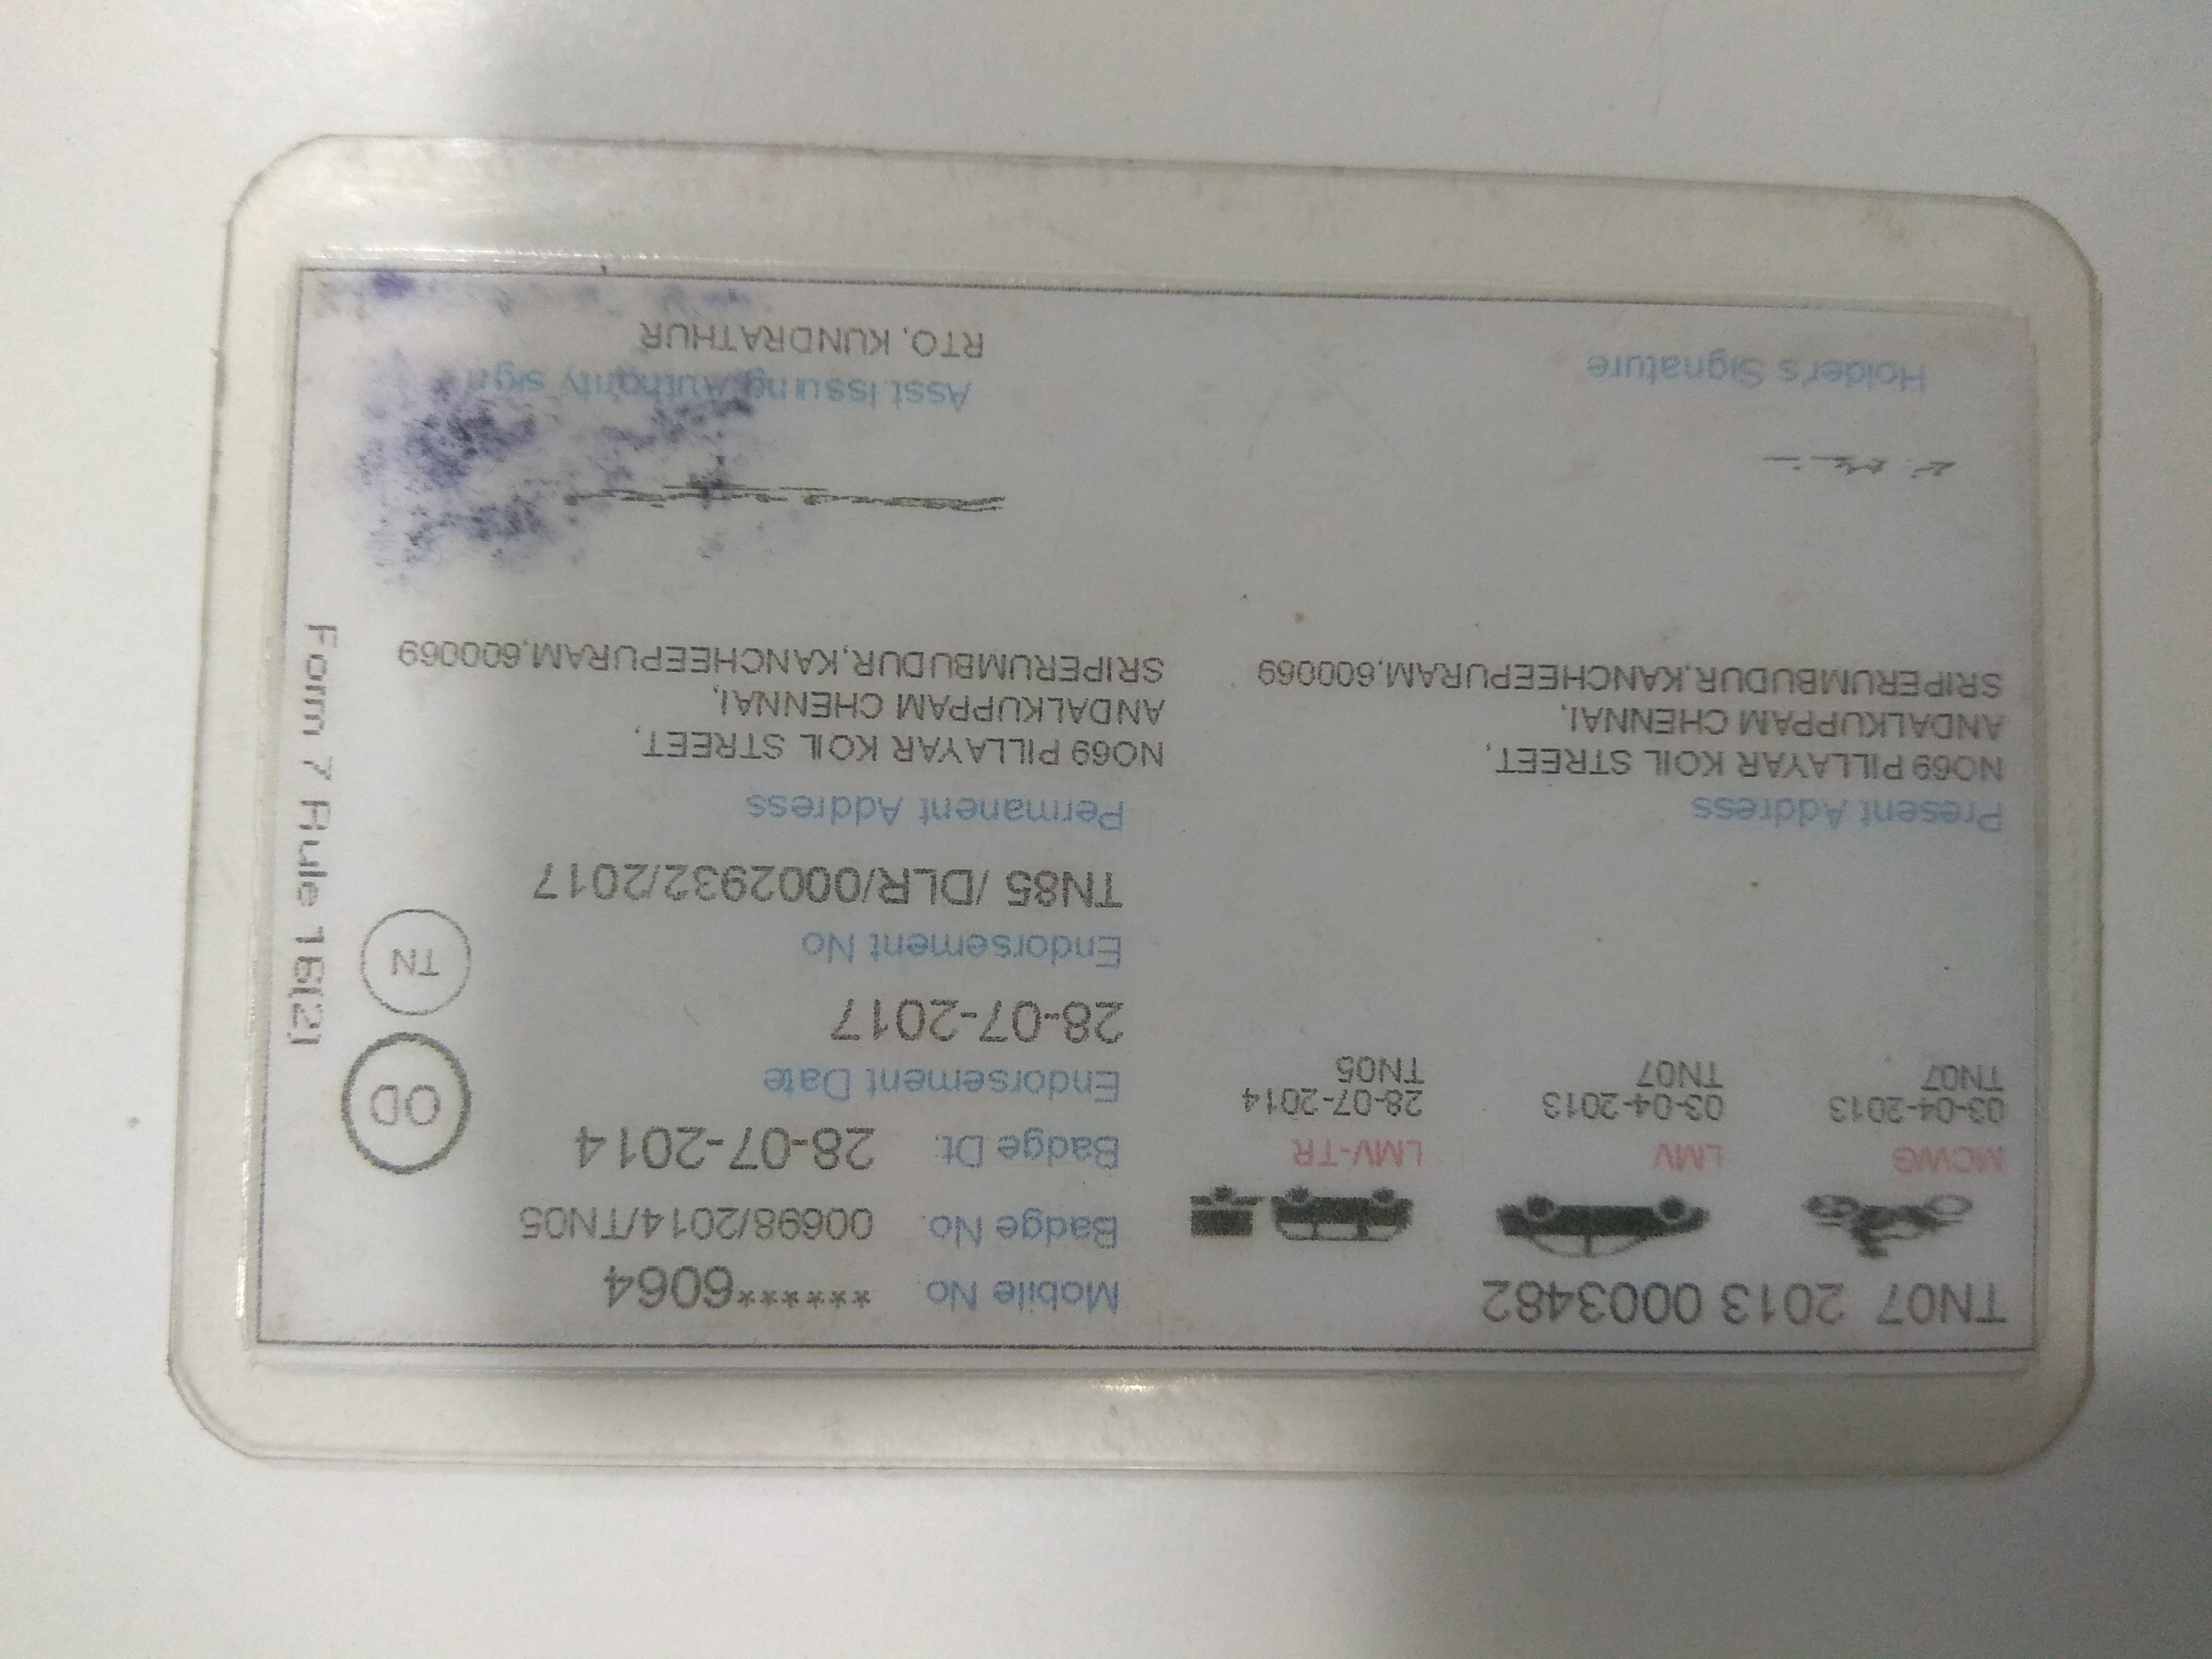 TN07 2013 0003482
MCWG LMV LMV-TR
03-04-2013 03-04-2013 28-07-2014
TN07 TN07 TN05
Present Address
NO69 PILLAYAR KOIL STREET,
ANDALKUPPAM CHENNAI,
SRIPERUMBUDUR,KANCHEEPURAM,600069
Holder's Signature
Mobile No. ******6064
Badge No. 00698/2014/TN05
Badge Dt. 28-07-2014
Endorsement Date
28-07-2017
Endorsement No
TN85 /DLR/0002932/2017
Permanent Address
NO69 PILLAYAR KOIL STREET,
ANDALKUPPAM CHENNAI,
SRIPERUMBUDUR,KANCHEEPURAM,600069
Asst Issuing Authority sign
RTO, KUNDRATHUR
OD
TN
Form 7 Rule 16(2)